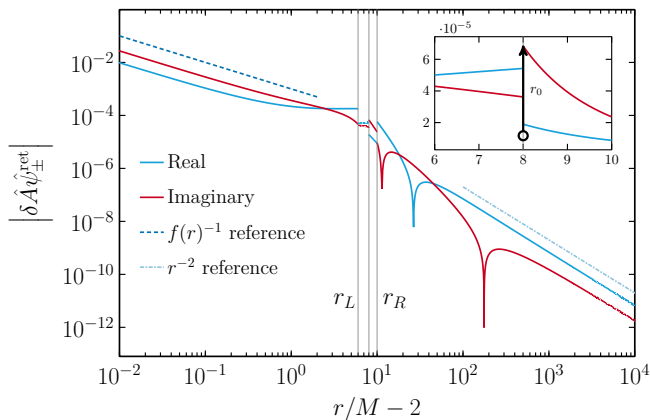 |δÂψ̂±^ret|
10^−2
10^−4
10^−6
10^−8
10^−10
10^−12
Real
Imaginary
f(r)^−1 reference
r^−2 reference
r_L
r_R
·10^−5
6
4
2
r_0
6 7 8 9 10
10^−2 10^−1 10^0 10^1 10^2 10^3 10^4
r/M − 2